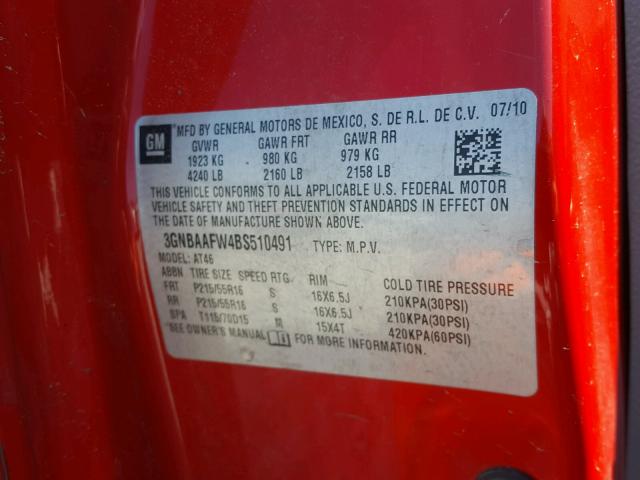 GM
MFD BY GENERAL MOTORS DE MEXICO, S. DE R.L. DE C.V. 07/10
GVWR GAWR FRT GAWR RR
1923 KG 980 KG 979 KG
4240 LB 2160 LB 2158 LB
THIS VEHICLE CONFORMS TO ALL APPLICABLE U.S. FEDERAL MOTOR
VEHICLE SAFETY AND THEFT PREVENTION STANDARDS IN EFFECT ON
THE DATE OF MANUFACTURE SHOWN ABOVE.
3GNBAAFW4BS510491 TYPE: M.P.V.
MODEL: AT46
ABBN TIRE SIZE SPEED RTG RIM COLD TIRE PRESSURE
FRT P215/55R16 S 16X6.5J 210KPA(30PSI)
RR P215/55R16 S 16X6.5J 210KPA(30PSI)
SPA T115/70D15 M 15X4T 420KPA(60PSI)
SEE OWNER'S MANUAL FOR MORE INFORMATION.